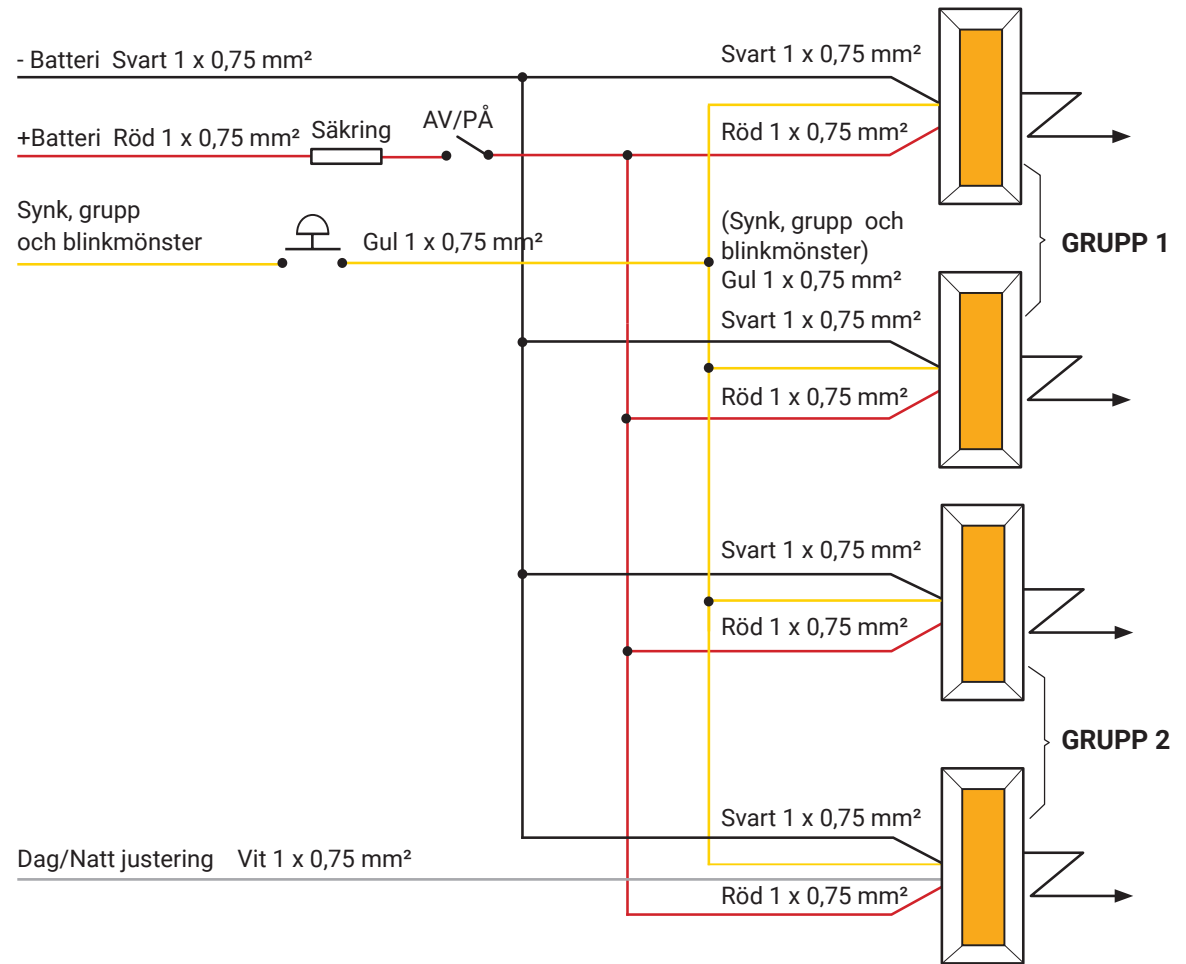 - Batteri Svart 1 x 0,75 mm²
Svart 1 x 0,75 mm²
+Batteri Röd 1 x 0,75 mm²
Säkring
AV/PÅ
Röd 1 x 0,75 mm²
Synk, grupp
och blinkmönster
Gul 1 x 0,75 mm²
(Synk, grupp och
blinkmönster)
Gul 1 x 0,75 mm²
GRUPP 1
Svart 1 x 0,75 mm²
Röd 1 x 0,75 mm²
Svart 1 x 0,75 mm²
Röd 1 x 0,75 mm²
GRUPP 2
Svart 1 x 0,75 mm²
Dag/Natt justering Vit 1 x 0,75 mm²
Röd 1 x 0,75 mm²